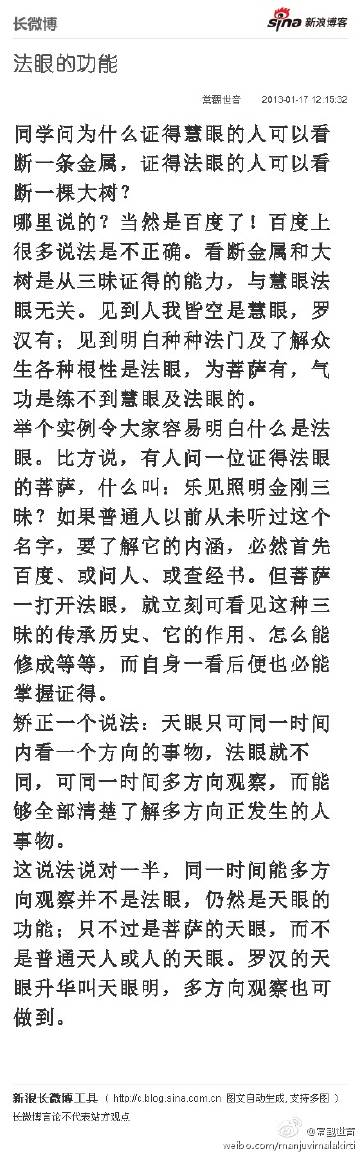 长微博
sina 新浪博客
法眼的功能
2013-01-17 12:15:32
同学问为什么证得慧眼的人可以看
断一条金属，证得法眼的人可以看
断一棵大树？
哪里说的？当然是百度了！百度上
很多说法是不正确。看断金属和大
树是从三昧证得的能力，与慧眼法
眼无关。见到人我皆空是慧眼，罗
汉有；见到明白种种法门及了解众
生各种根性是法眼，为菩萨有，气
功是练不到慧眼及法眼的。
举个实例令大家容易明白什么是法
眼。比方说，有人问一位证得法眼
的菩萨，什么叫：乐见照明金刚三
昧？如果普通人以前从未听过这个
名字，要了解它的内涵，必然首先
百度、或问人、或查经书。但菩萨
一打开法眼，就立刻可看见这种三
昧的传承历史、它的作用、怎么能
修成等等，而自身一看后便也必能
掌握证得。
矫正一个说法：天眼只可同一时间
内看一个方向的事物，法眼就不
同，可同一时间多方向观察，而能
够全部清楚了解多方向正发生的人
事物。
这说法说对一半，同一时间能多方
向观察并不是法眼，仍然是天眼的
功能；只不过是菩萨的天眼，而不
是普通天人或人的天眼。罗汉的天
眼升华叫天眼明，多方向观察也可
做到。
新浪长微博工具（ http://c.blog.sina.com.cn 图文自动生成,支持多图 ）
长微博言论不代表站方观点
weibo.com/manjuvimalakirti